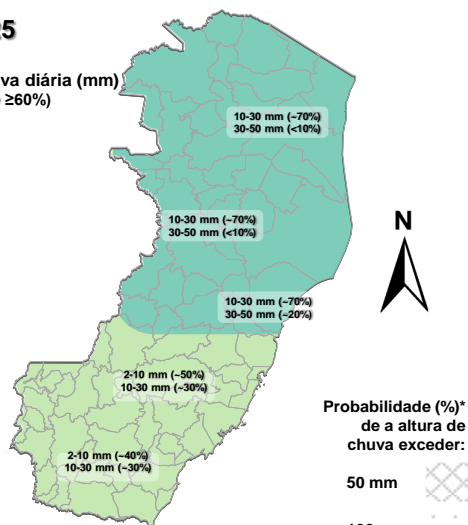 25
va diária (mm)
≥60%)
10-30 mm (~70%)
30-50 mm (<10%)
10-30 mm (~70%)
30-50 mm (<10%)
N
10-30 mm (~70%)
30-50 mm (~20%)
2-10 mm (~50%)
10-30 mm (~30%)
Probabilidade (%)*
de a altura de
chuva exceder:
2-10 mm (~40%)
10-30 mm (~30%)
50 mm